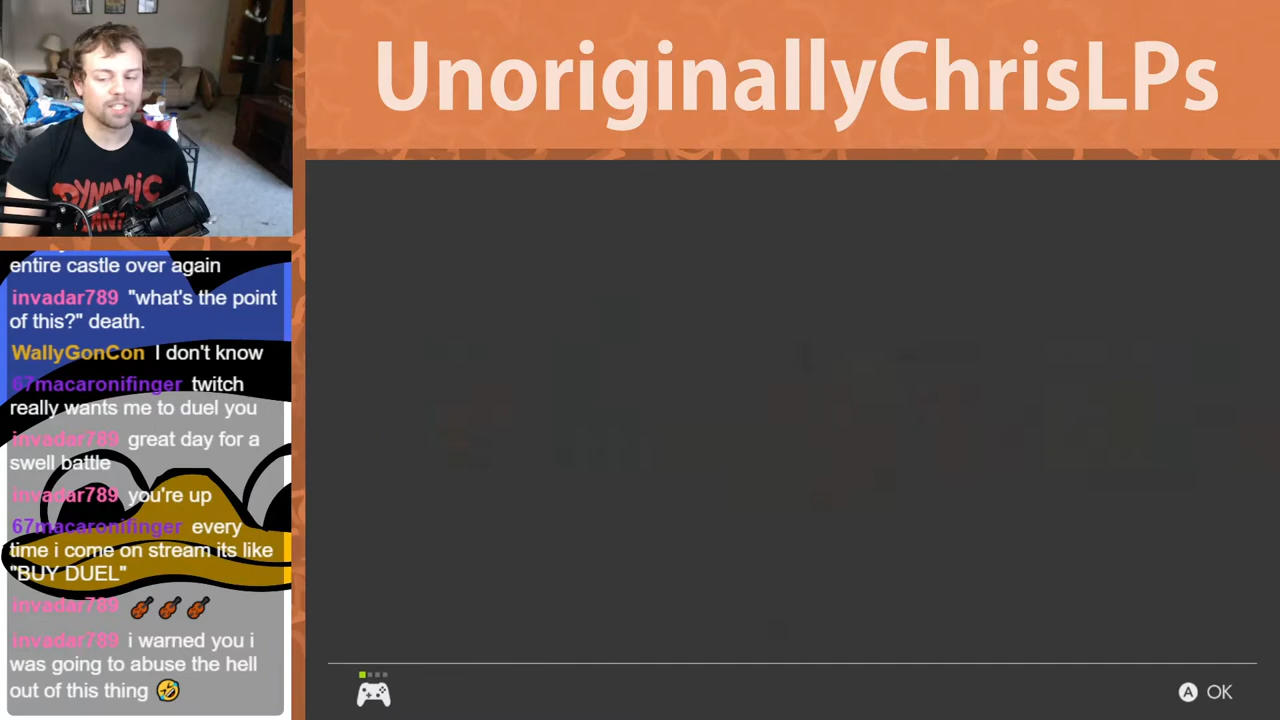 UnoriginallyChrisLPs
DYNAMIC
entire castle over again
invadar789 "what's the point
of this?" death.
WallyGonCon I don't know
67macaronifinger twitch
really wants me to duel you
invadar789 great day for a
swell battle
invadar789 you're up
67macaronifinger every
time i come on stream its like
"BUY DUEL"
invadar789 🎻🎻🎻
invadar789 i warned you i
was going to abuse the hell
out of this thing 🤣
A OK